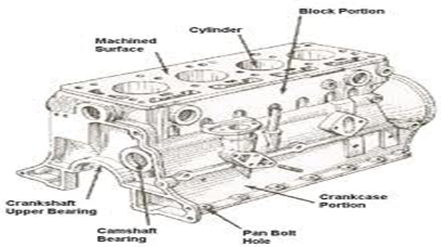 Block Portion
Cylinder
Machined
Surface
Crankshaft
Upper Bearing
Camshaft
Bearing
Pan Bolt
Hole
Crankcase
Portion